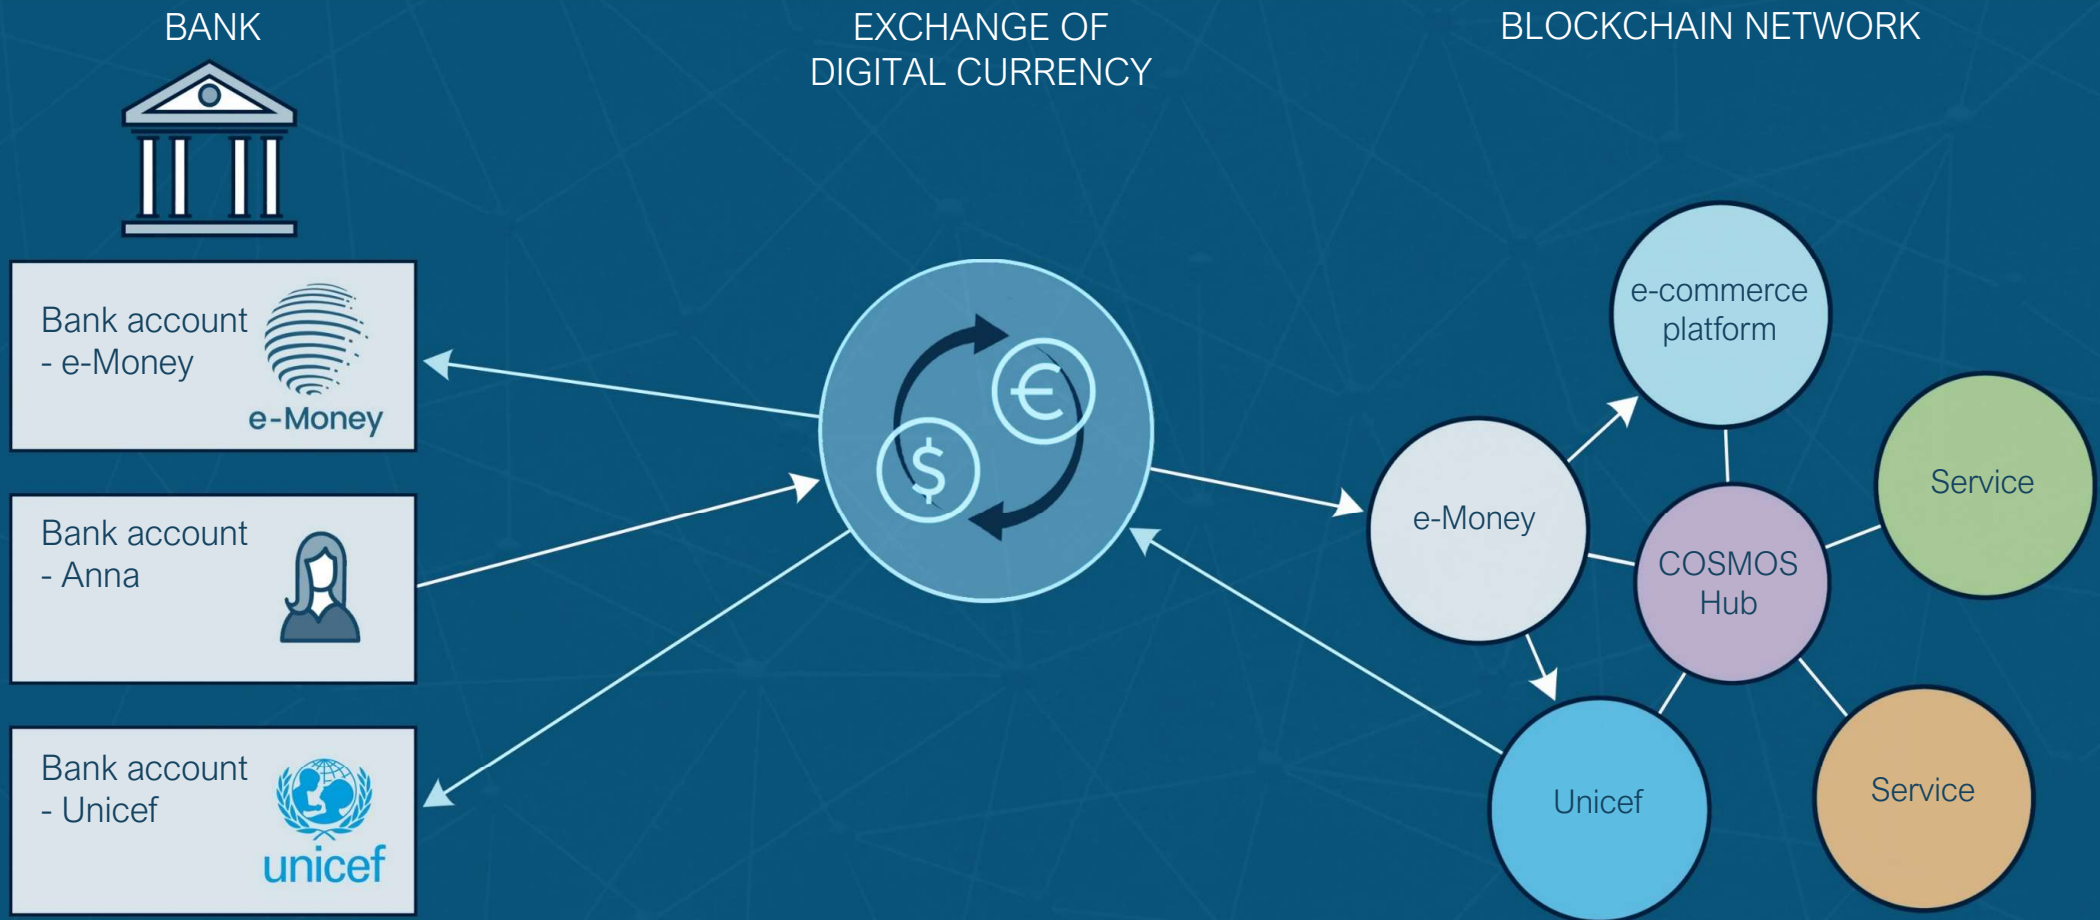 BANK
EXCHANGE OF
DIGITAL CURRENCY
BLOCKCHAIN NETWORK
Bank account
- e-Money
e-Money
Bank account
- Anna
Bank account
- Unicef
unicef
€
$
e-commerce
platform
Service
e-Money
COSMOS
Hub
Unicef
Service